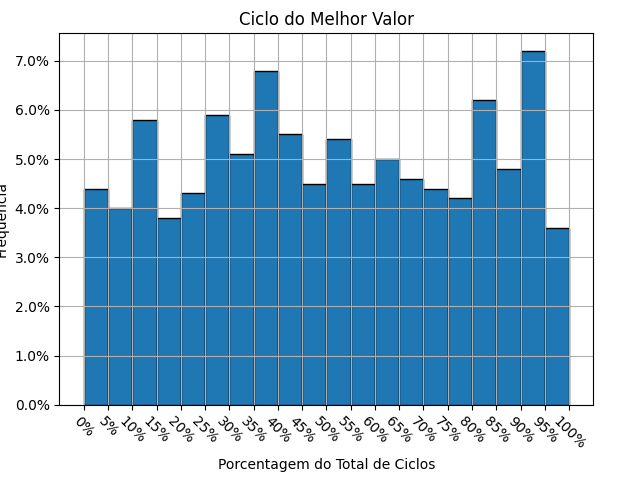 Ciclo do Melhor Valor
7.0%
6.0%
5.0%
4.0%
3.0%
2.0%
1.0%
0.0%
Frequência
0% 5% 10% 15% 20% 25% 30% 35% 40% 45% 50% 55% 60% 65% 70% 75% 80% 85% 90% 95% 100%
Porcentagem do Total de Ciclos